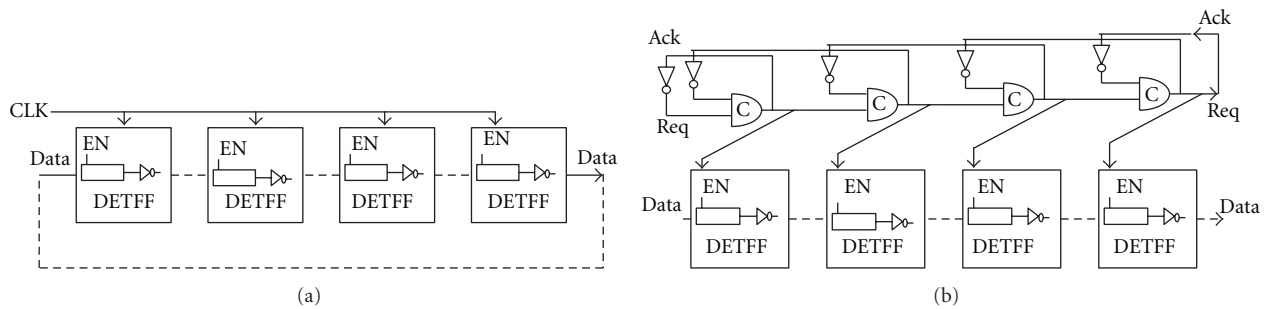 CLK
Data
EN
EN
EN
EN
Data
DETFF
DETFF
DETFF
DETFF
(a)
Ack
Ack
C
C
C
C
Req
Req
EN
EN
EN
EN
Data
Data
DETFF
DETFF
DETFF
DETFF
(b)